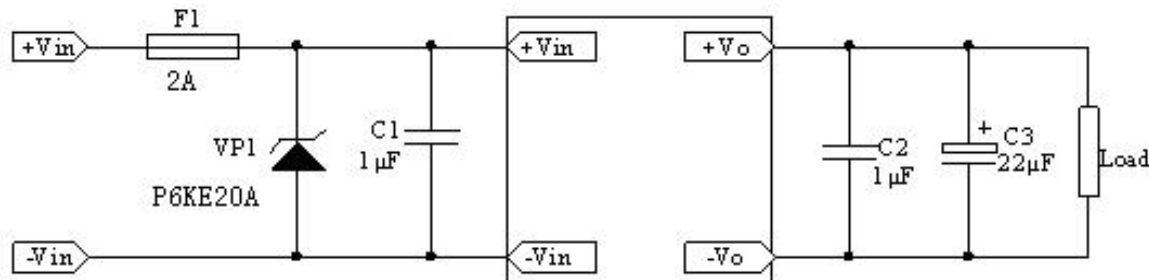 F1
+Vin
+Vin
+Vo
2A
VP1
C1
1μF
P6KE20A
C2
1μF
+
C3
22μF
Load
-Vin
-Vin
-Vo